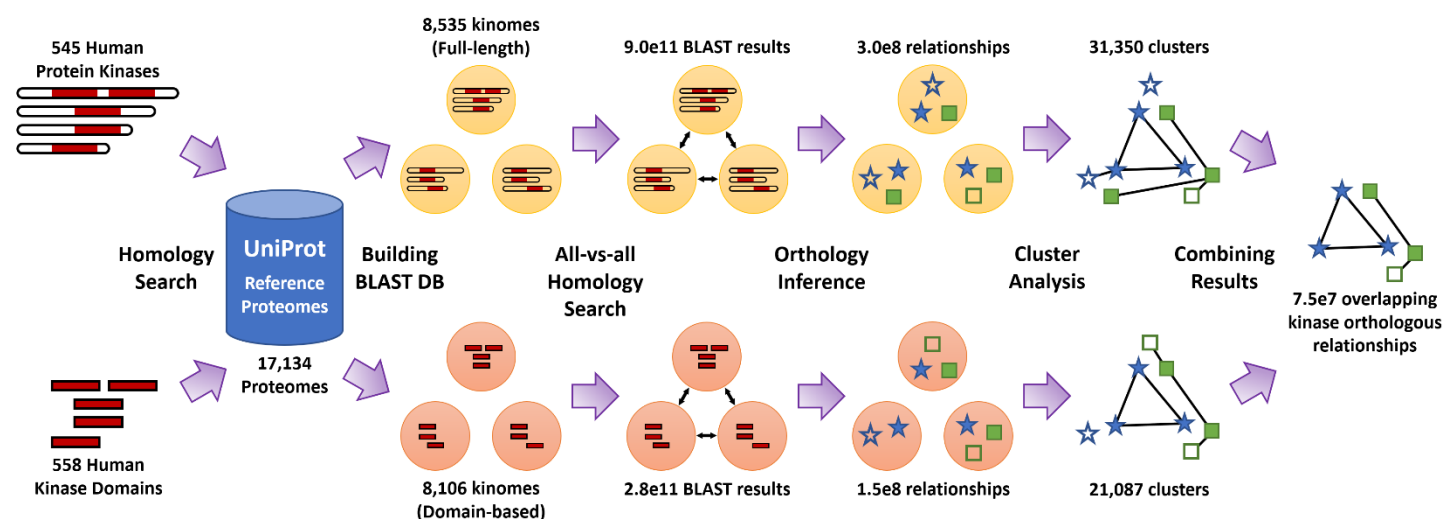 545 Human
Protein Kinases
8,535 kinomes
(Full-length)
9.0e11 BLAST results
3.0e8 relationships
31,350 clusters
Homology
Search
UniProt
Reference
Proteomes
17,134
Proteomes
Building
BLAST DB
All-vs-all
Homology
Search
Orthology
Inference
Cluster
Analysis
Combining
Results
7.5e7 overlapping
kinase orthologous
relationships
558 Human
Kinase Domains
8,106 kinomes
(Domain-based)
2.8e11 BLAST results
1.5e8 relationships
21,087 clusters